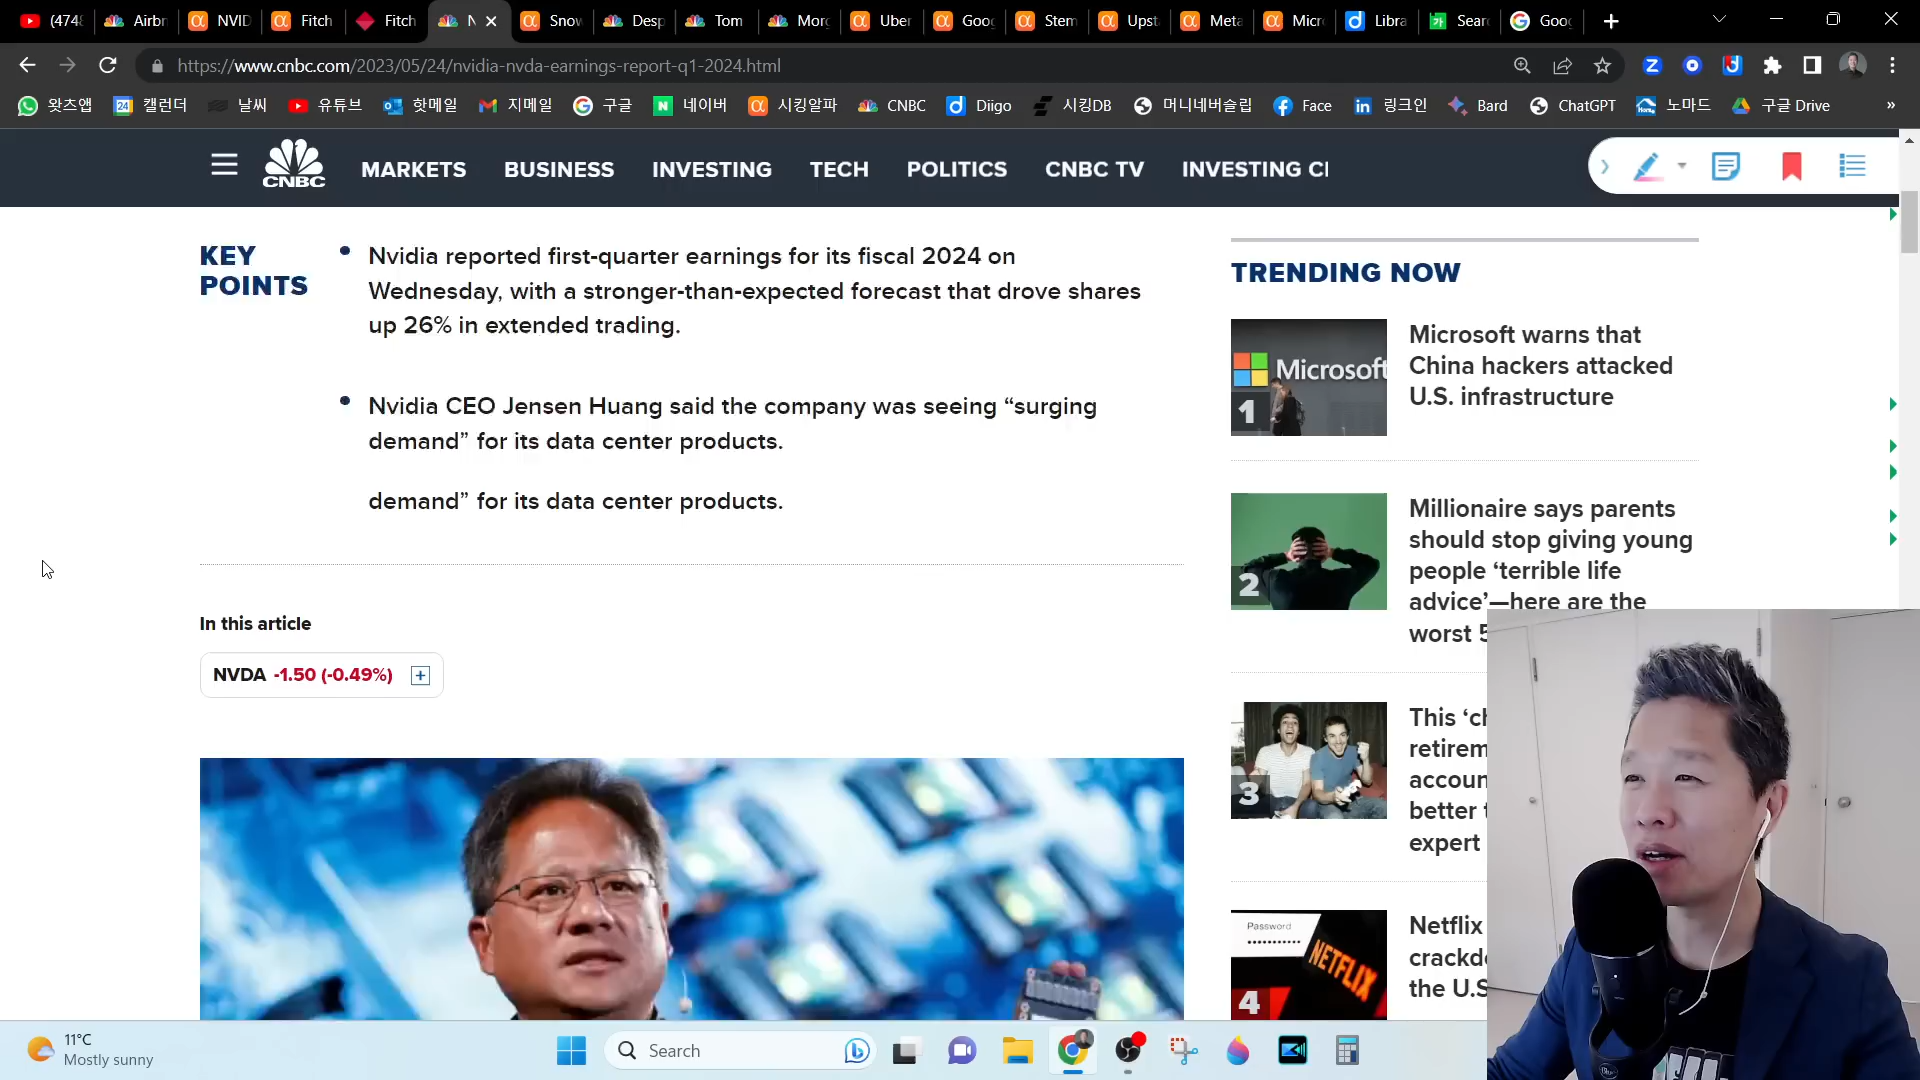 (474
Airbn
NVID
Fitch
Fitch
N
Snow
Desp
Tom
Morg
Uber
Goog
Stem
Upst
Meta
Micr
Libra
Sear
Goog
https://www.cnbc.com/2023/05/24/nvidia-nvda-earnings-report-q1-2024.html
왓츠앱
24 캘린더
날씨
유튜브
핫메일
지메일
구글
네이버
시킹알파
CNBC
Diigo
시킹DB
머니네버슬립
Face
링크인
Bard
ChatGPT
노마드
구글 Drive
»
CNBC
MARKETS
BUSINESS
INVESTING
TECH
POLITICS
CNBC TV
INVESTING CI
KEY
POINTS
Nvidia reported first-quarter earnings for its fiscal 2024 on
Wednesday, with a stronger-than-expected forecast that drove shares
up 26% in extended trading.
Nvidia CEO Jensen Huang said the company was seeing “surging
demand” for its data center products.
demand” for its data center products.
In this article
NVDA -1.50 (-0.49%)
TRENDING NOW
Microsoft
1
Microsoft warns that
China hackers attacked
U.S. infrastructure
2
Millionaire says parents
should stop giving young
people ‘terrible life
advice’—here are the
worst 5
3
This ‘ch
retirem
accoun
better t
expert
Password
NETFLIX
4
Netflix
crackdo
the U.S
11°C
Mostly sunny
Search